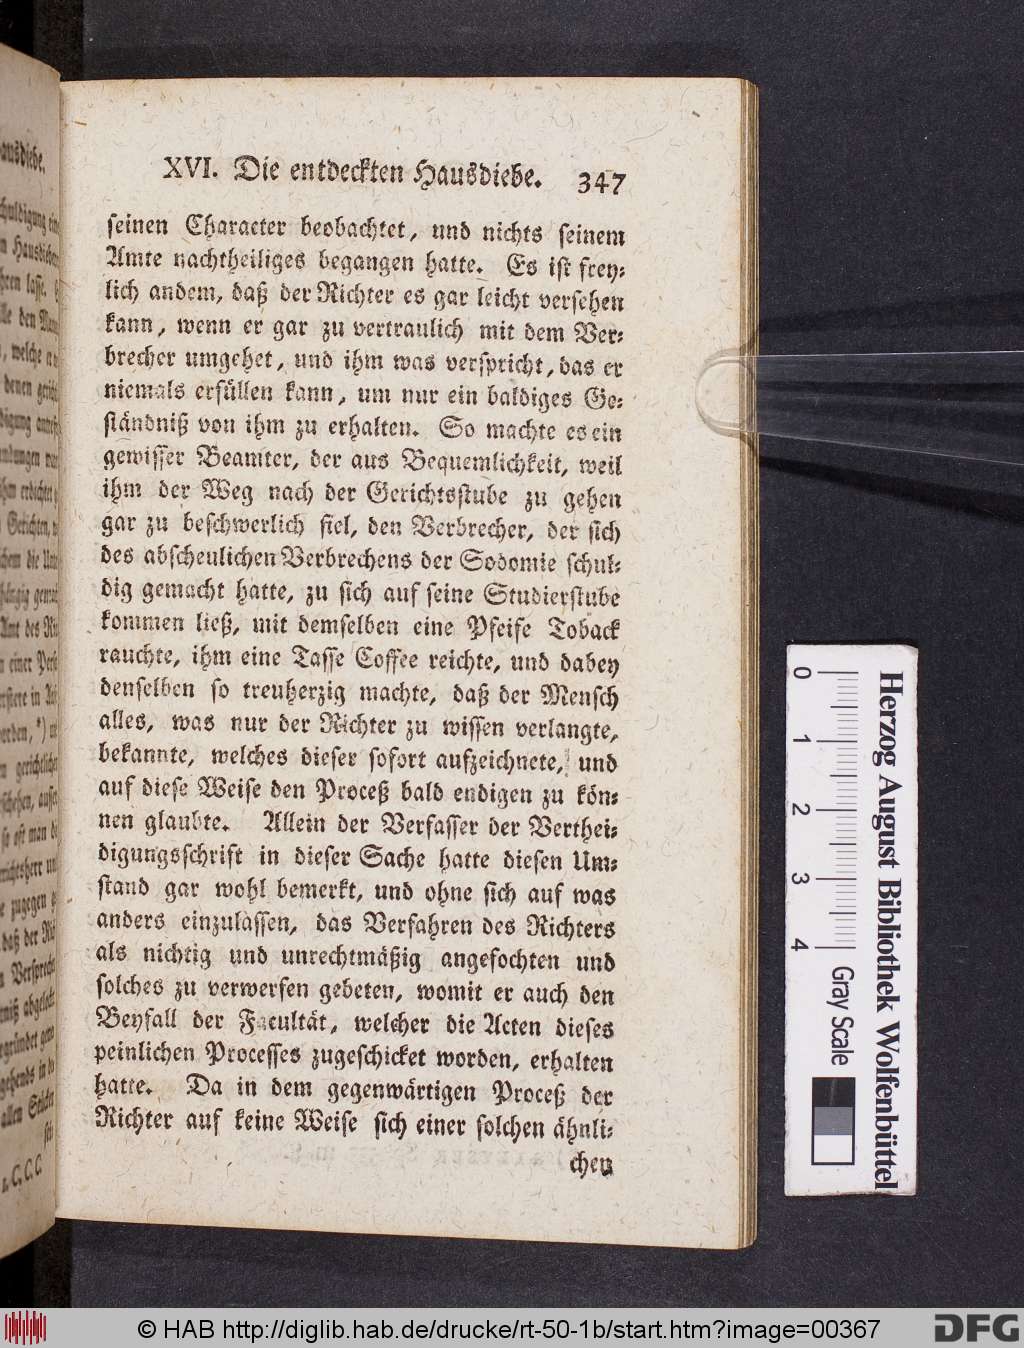 XVI. Die entdeckten Hausdiebe. 347
seinen Character beobachtet, und nichts seinem
Amte nachtheiliges begangen hatte. Es ist frey-
lich andem, daß der Richter es gar leicht versehen
kann, wenn er gar zu vertraulich mit dem Ver-
brecher umgehet, und ihm was verspricht, das er
niemals erfüllen kann, um nur ein baldiges Ge-
ständniß von ihm zu erhalten. So machte es ein
gewisser Beamter, der aus Bequemlichkeit, weil
ihm der Weg nach der Gerichtsstube zu gehen
gar zu beschwerlich fiel, den Verbrecher, der sich
des abscheulichen Verbrechens der Sodomie schul-
dig gemacht hatte, zu sich auf seine Studierstube
kommen ließ, mit demselben eine Pfeife Toback
rauchte, ihm eine Tasse Coffee reichte, und dabey
denselben so treuherzig machte, daß der Mensch
alles, was nur der Richter zu wissen verlangte,
bekannte, welches dieser sofort aufzeichnete, und
auf diese Weise den Proceß bald endigen zu kön-
nen glaubte. Allein der Verfasser der Verthei-
digungsschrift in dieser Sache hatte diesen Um-
stand gar wohl bemerkt, und ohne sich auf was
anders einzulassen, das Verfahren des Richters
als nichtig und unrechtmäßig angefochten und
solches zu verwerfen gebeten, womit er auch den
Beyfall der Facultät, welcher die Acten dieses
peinlichen Processes zugeschicket worden, erhalten
hatte. Da in dem gegenwärtigen Proceß der
Richter auf keine Weise sich einer solchen ähnli-
chen
0 1 2 3 4
Gray Scale
Herzog August Bibliothek Wolfenbüttel
© HAB http://diglib.hab.de/drucke/rt-50-1b/start.htm?image=00367
DFG